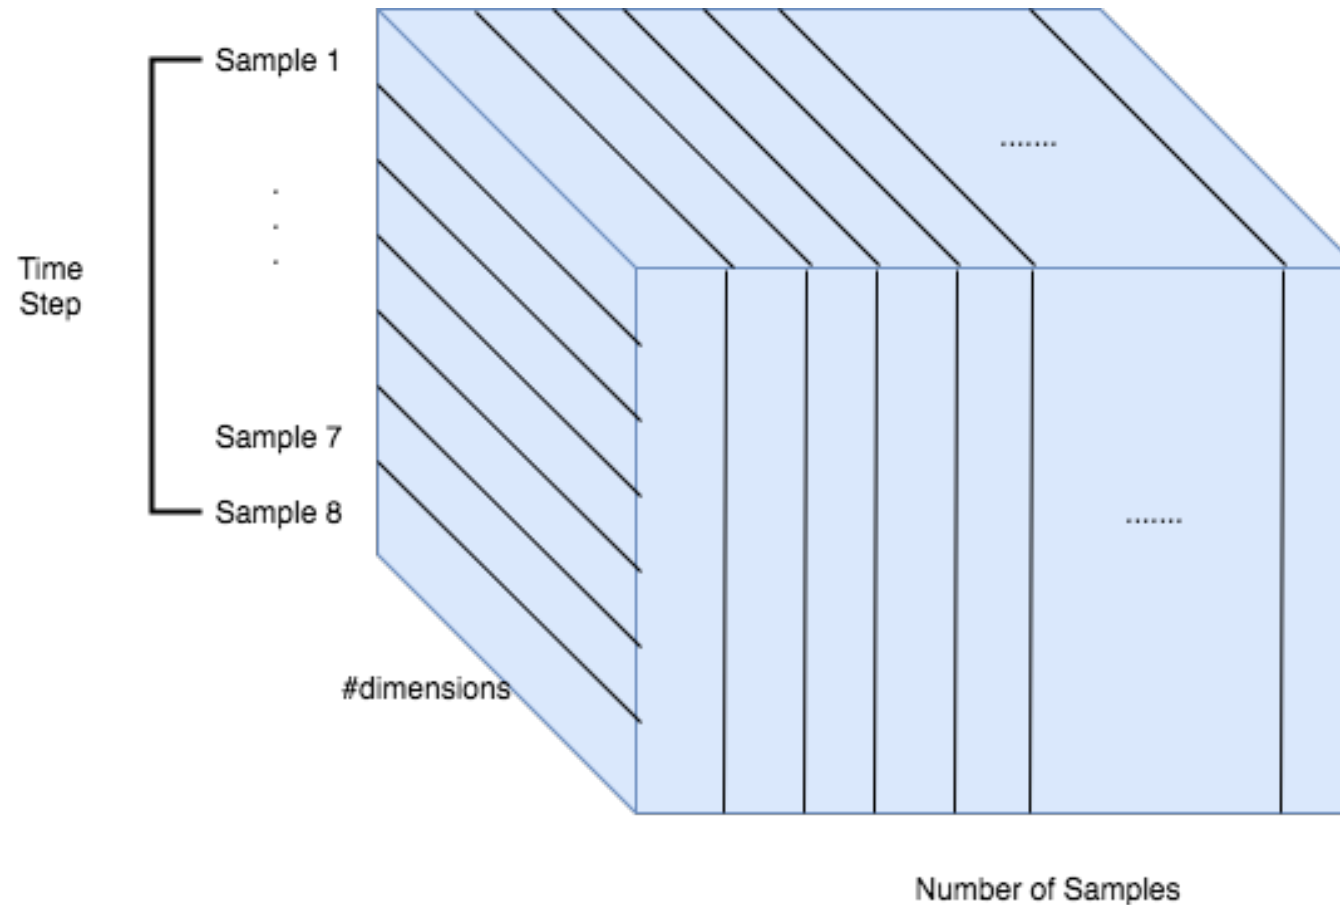 Sample 1
.
.
.
Time
Step
Sample 7
Sample 8
.......
.......
#dimensions
Number of Samples